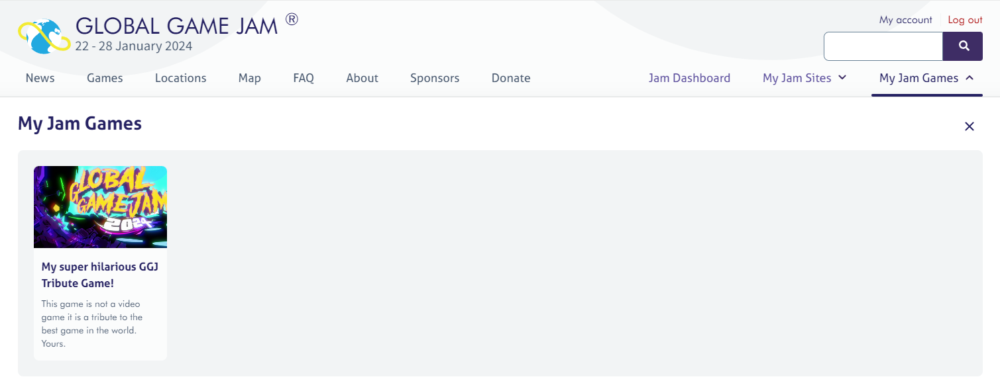 GLOBAL GAME JAM ®
22 - 28 January 2024
My account
Log out
News Games Locations Map FAQ About Sponsors Donate
Jam Dashboard My Jam Sites My Jam Games
My Jam Games
GLOBAL
GAME JAM
2024
My super hilarious GGJ
Tribute Game!
This game is not a video
game it is a tribute to the
best game in the world.
Yours.